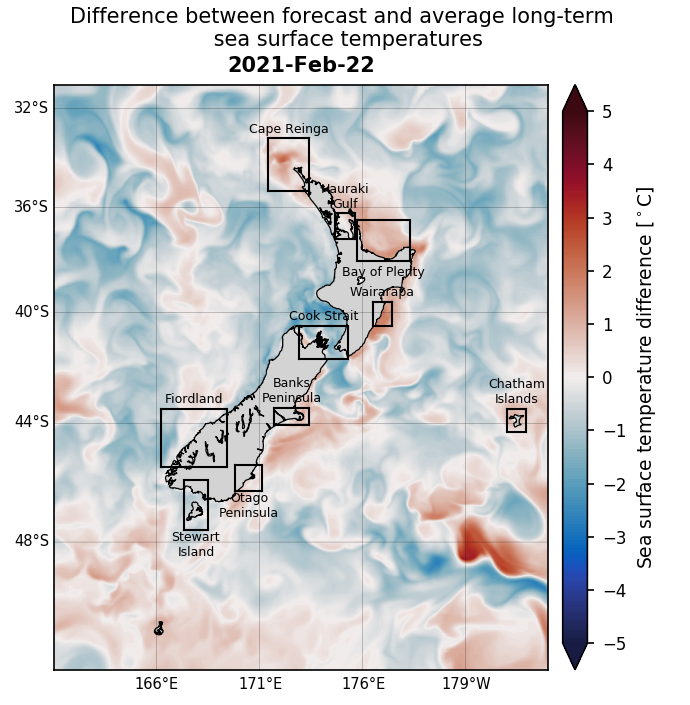 Difference between forecast and average long-term
sea surface temperatures
2021-Feb-22
32°S
36°S
40°S
44°S
48°S
166°E
171°E
176°E
179°W
Cape Reinga
Hauraki
Gulf
Bay of Plenty
Wairarapa
Cook Strait
Banks
Peninsula
Fiordland
Chatham
Islands
Otago
Peninsula
Stewart
Island
5
4
3
2
1
0
−1
−2
−3
−4
−5
Sea surface temperature difference [°C]